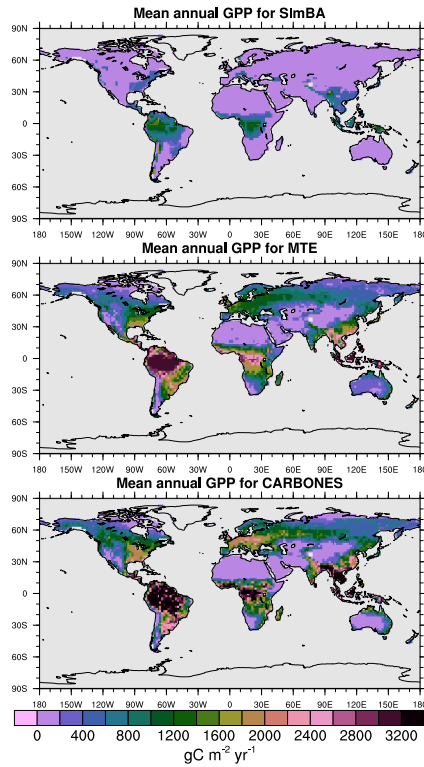 Mean annual GPP for SImBA
90N
60N
30N
0
30S
60S
90S
180 150W 120W 90W 60W 30W 0 30E 60E 90E 120E 150E 180
Mean annual GPP for MTE
90N
60N
30N
0
30S
60S
90S
180 150W 120W 90W 60W 30W 0 30E 60E 90E 120E 150E 180
Mean annual GPP for CARBONES
90N
60N
30N
0
30S
60S
90S
180 150W 120W 90W 60W 30W 0 30E 60E 90E 120E 150E 180
0 400 800 1200 1600 2000 2400 2800 3200
gC m⁻² yr⁻¹